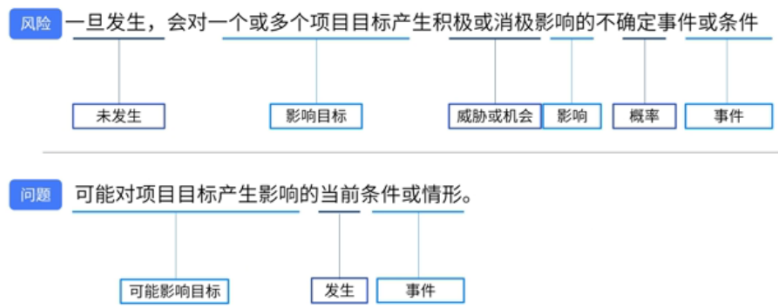 风险 一旦发生，会对一个或多个项目目标产生积极或消极影响的不确定事件或条件
未发生 影响目标 威胁或机会 影响 概率 事件
问题 可能对项目目标产生影响的当前条件或情形。
可能影响目标 发生 事件